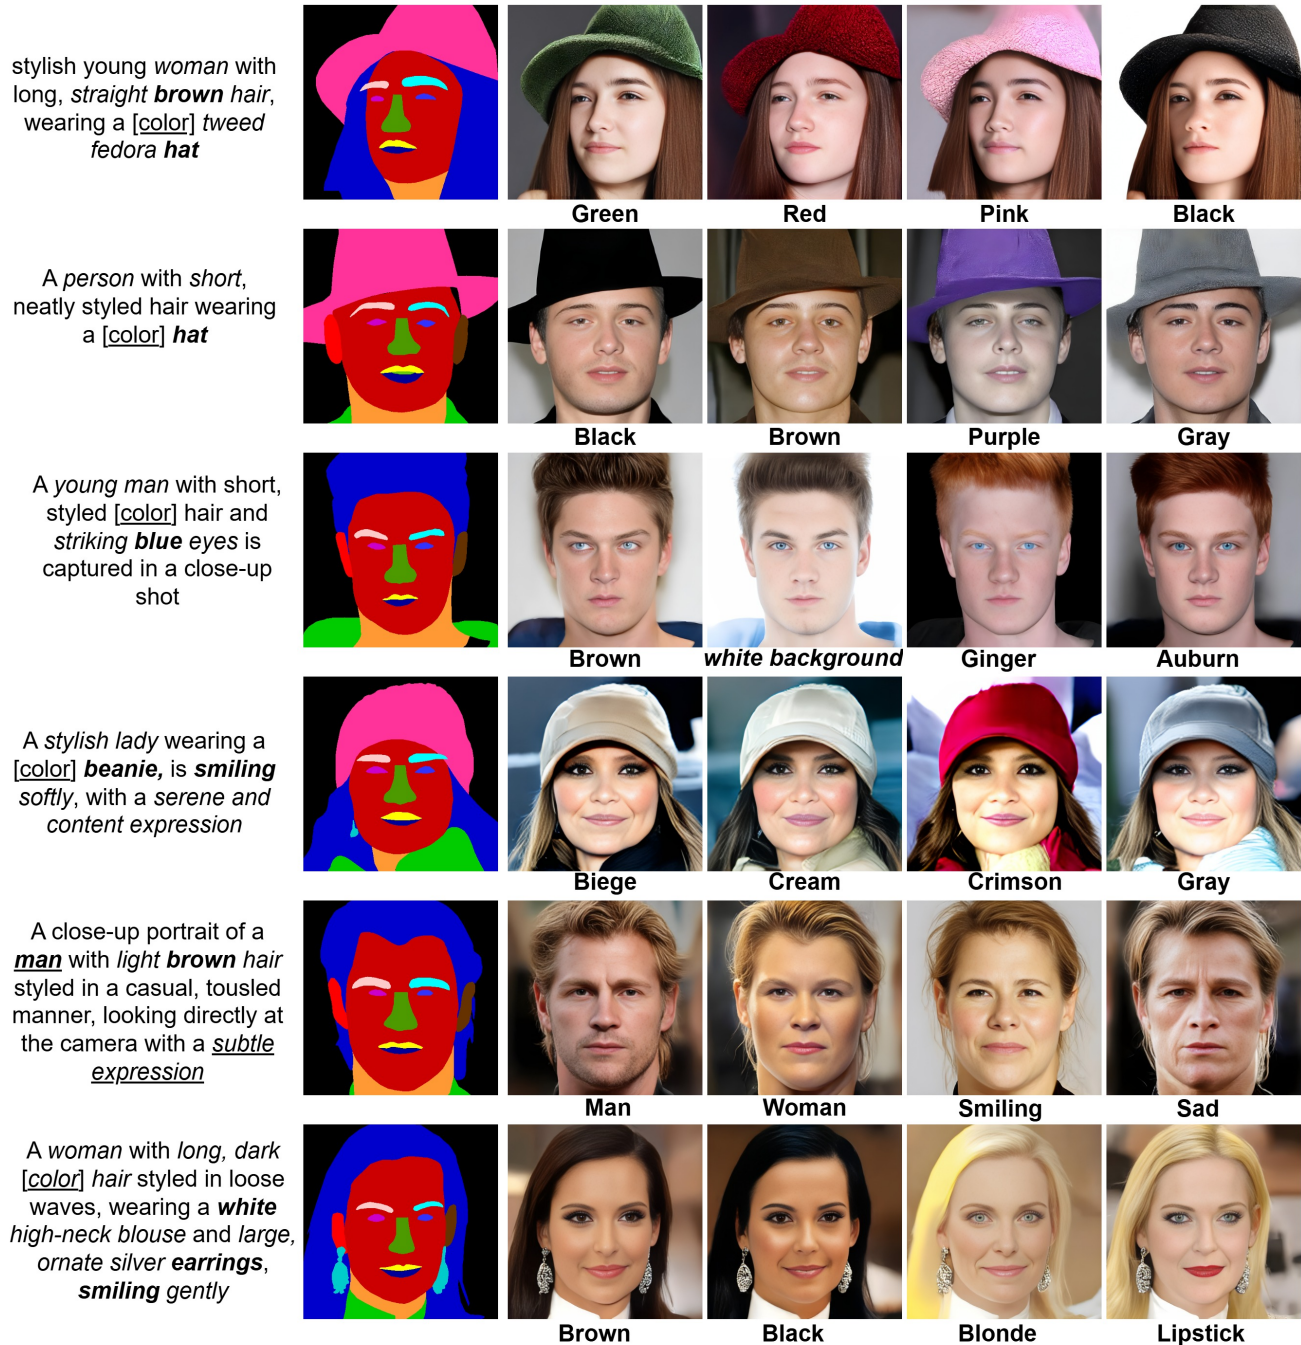 stylish young woman with
long, straight brown hair,
wearing a [color] tweed
fedora hat
Green Red Pink Black
A person with short,
neatly styled hair wearing
a [color] hat
Black Brown Purple Gray
A young man with short,
styled [color] hair and
striking blue eyes is
captured in a close-up
shot
Brown white background Ginger Auburn
A stylish lady wearing a
[color] beanie, is smiling
softly, with a serene and
content expression
Biege Cream Crimson Gray
A close-up portrait of a
man with light brown hair
styled in a casual, tousled
manner, looking directly at
the camera with a subtle
expression
Man Woman Smiling Sad
A woman with long, dark
[color] hair styled in loose
waves, wearing a white
high-neck blouse and large,
ornate silver earrings,
smiling gently
Brown Black Blonde Lipstick